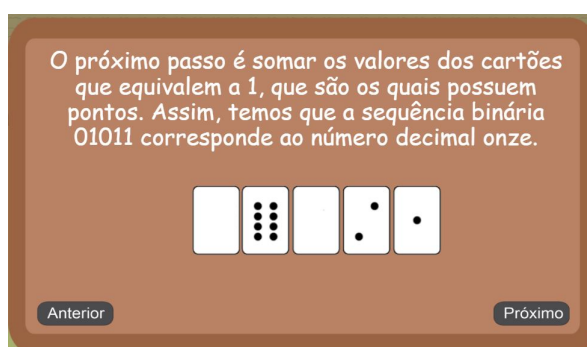 O próximo passo é somar os valores dos cartões
que equivalem a 1, que são os quais possuem
pontos. Assim, temos que a sequência binária
01011 corresponde ao número decimal onze.
Anterior
Próximo